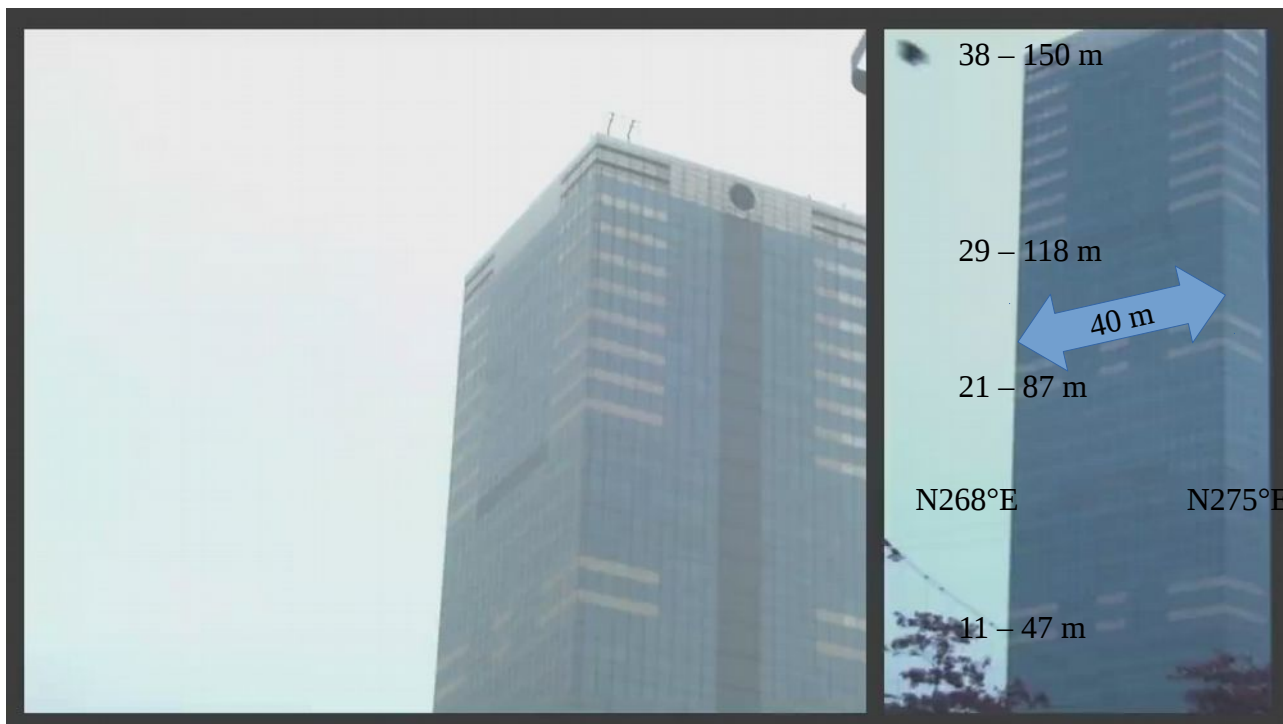 38 – 150 m
29 – 118 m
40 m
21 – 87 m
N268°E
N275°E
11 – 47 m